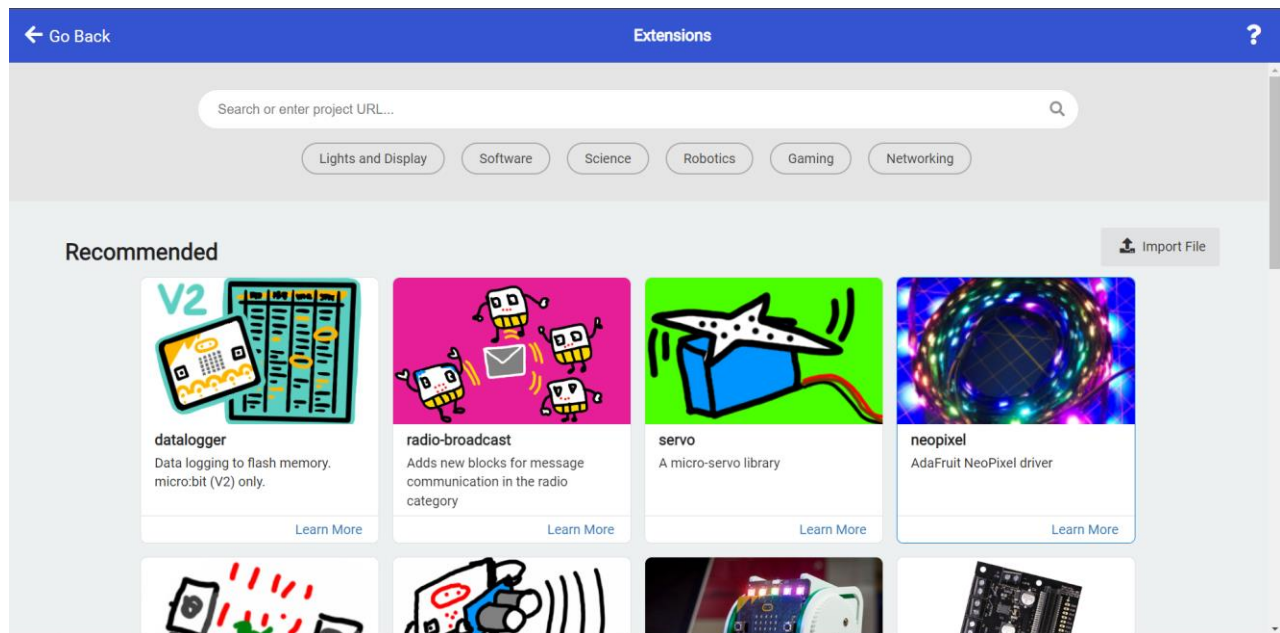 Go Back
Extensions
?
Search or enter project URL...
Lights and Display
Software
Science
Robotics
Gaming
Networking
Recommended
Import File
V2
datalogger
Data logging to flash memory.
micro:bit (V2) only.
Learn More
radio-broadcast
Adds new blocks for message
communication in the radio
category
Learn More
servo
A micro-servo library
Learn More
neopixel
AdaFruit NeoPixel driver
Learn More